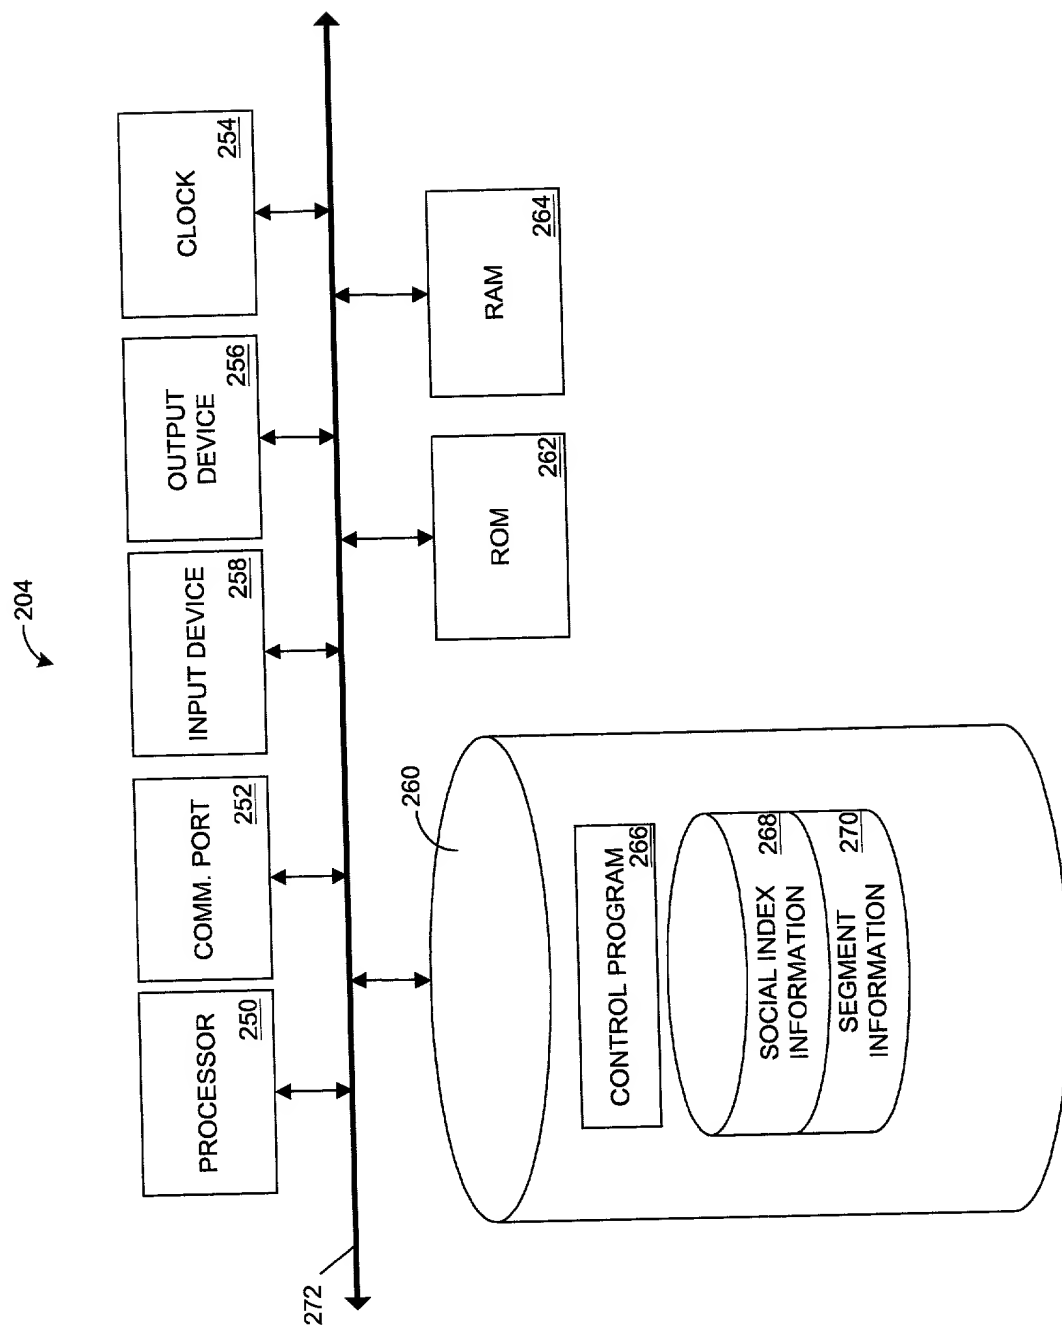 204
PROCESSOR
250
COMM. PORT
252
INPUT DEVICE
258
OUTPUT
DEVICE
256
CLOCK
254
272
260
ROM
262
RAM
264
CONTROL PROGRAM
266
SOCIAL INDEX
INFORMATION
268
SEGMENT
INFORMATION
270